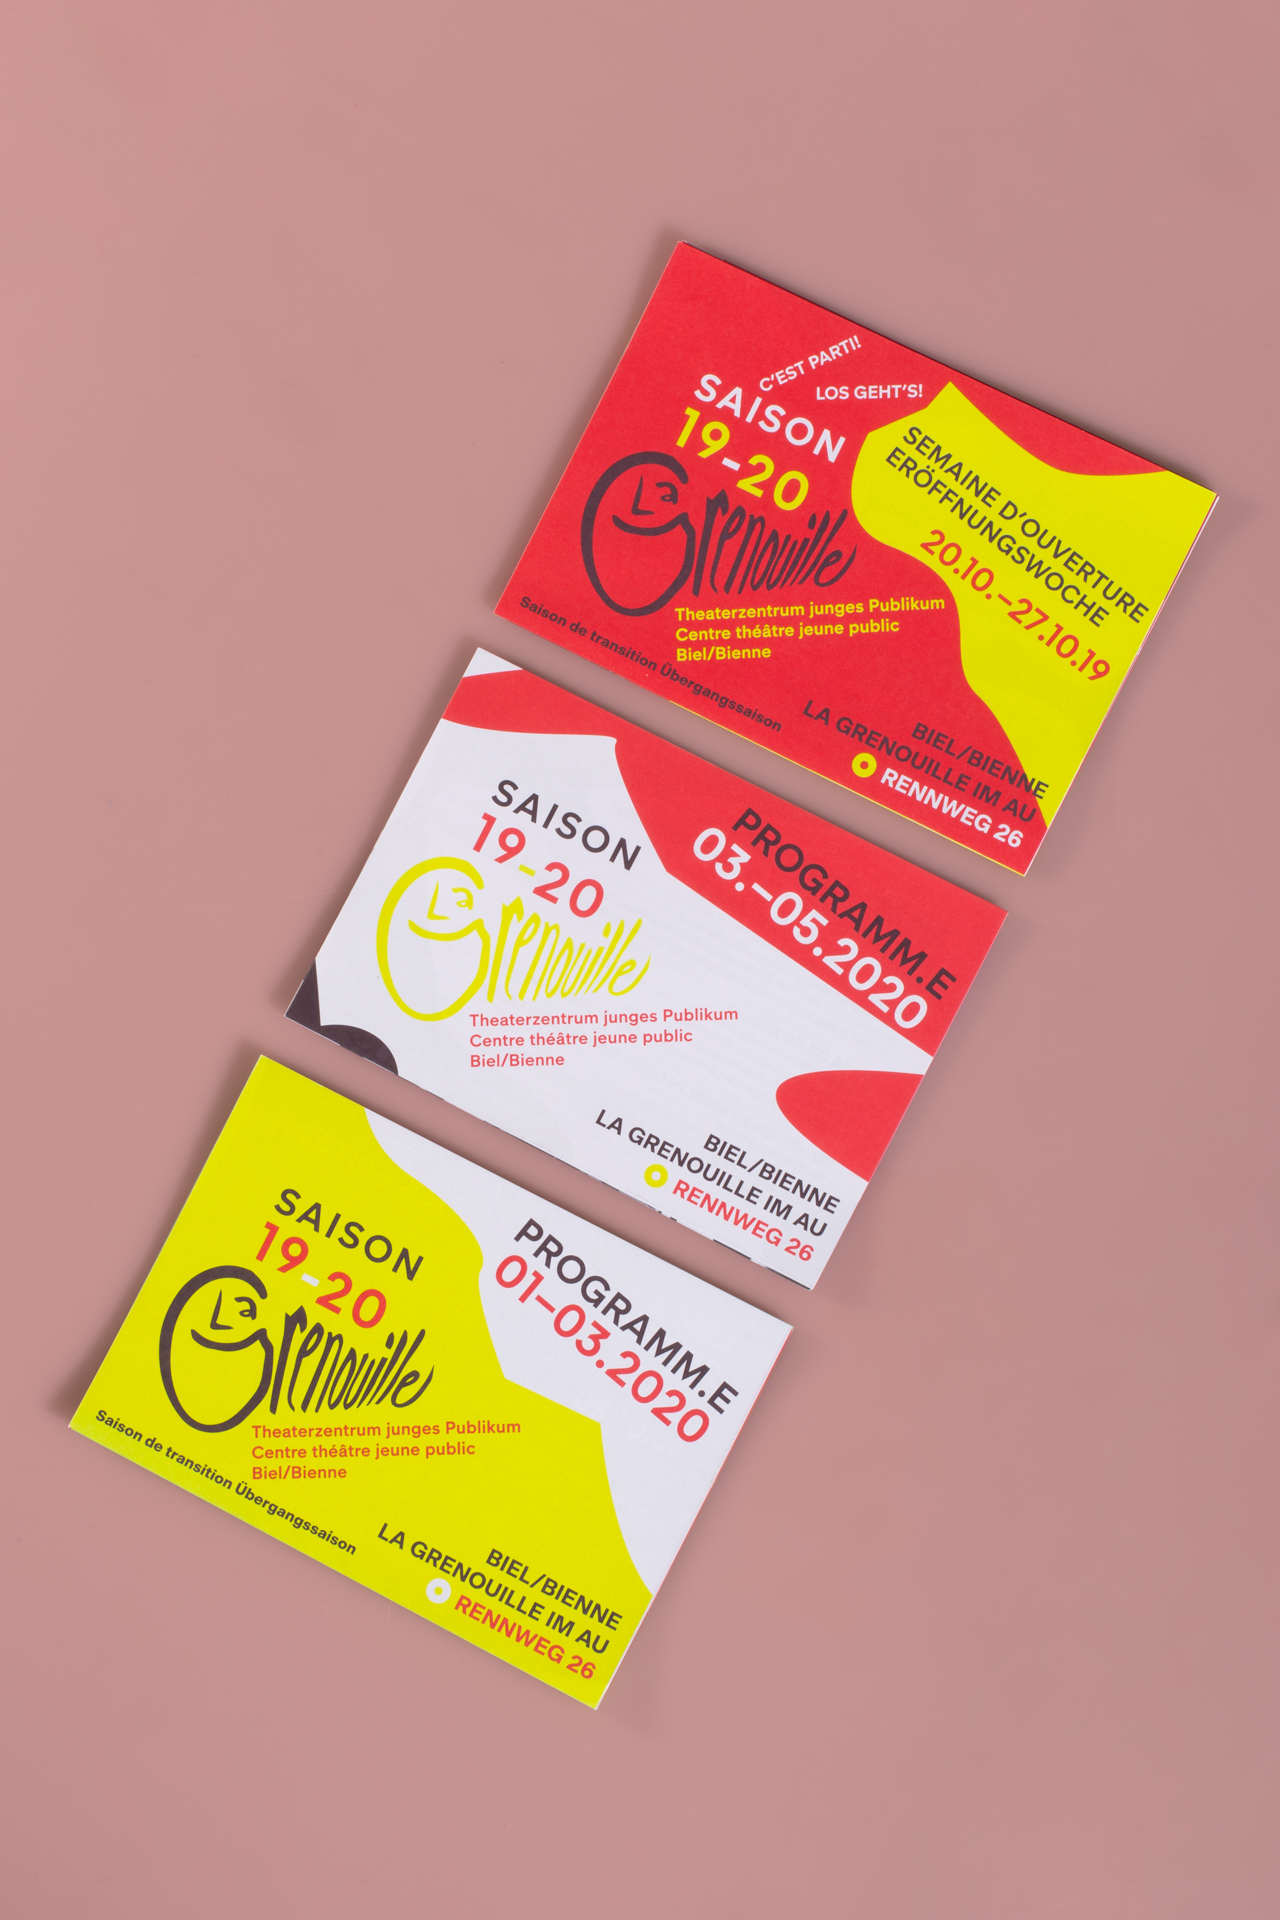 C'EST PARTI!
LOS GEHT'S!
SAISON
19-20
La Grenouille
Theaterzentrum junges Publikum
Centre théâtre jeune public
Biel/Bienne
Saison de transition Übergangssaison
SEMAINE D'OUVERTURE
ERÖFFNUNGSWOCHE
20.10.–27.10.19
BIEL/BIENNE
LA GRENOUILLE IM AU
RENNWEG 26
SAISON
19-20
La Grenouille
Theaterzentrum junges Publikum
Centre théâtre jeune public
Biel/Bienne
PROGRAMM.E
03.–05.2020
BIEL/BIENNE
LA GRENOUILLE IM AU
RENNWEG 26
SAISON
19-20
La Grenouille
Theaterzentrum junges Publikum
Centre théâtre jeune public
Biel/Bienne
Saison de transition Übergangssaison
PROGRAMM.E
01–03.2020
BIEL/BIENNE
LA GRENOUILLE IM AU
RENNWEG 26